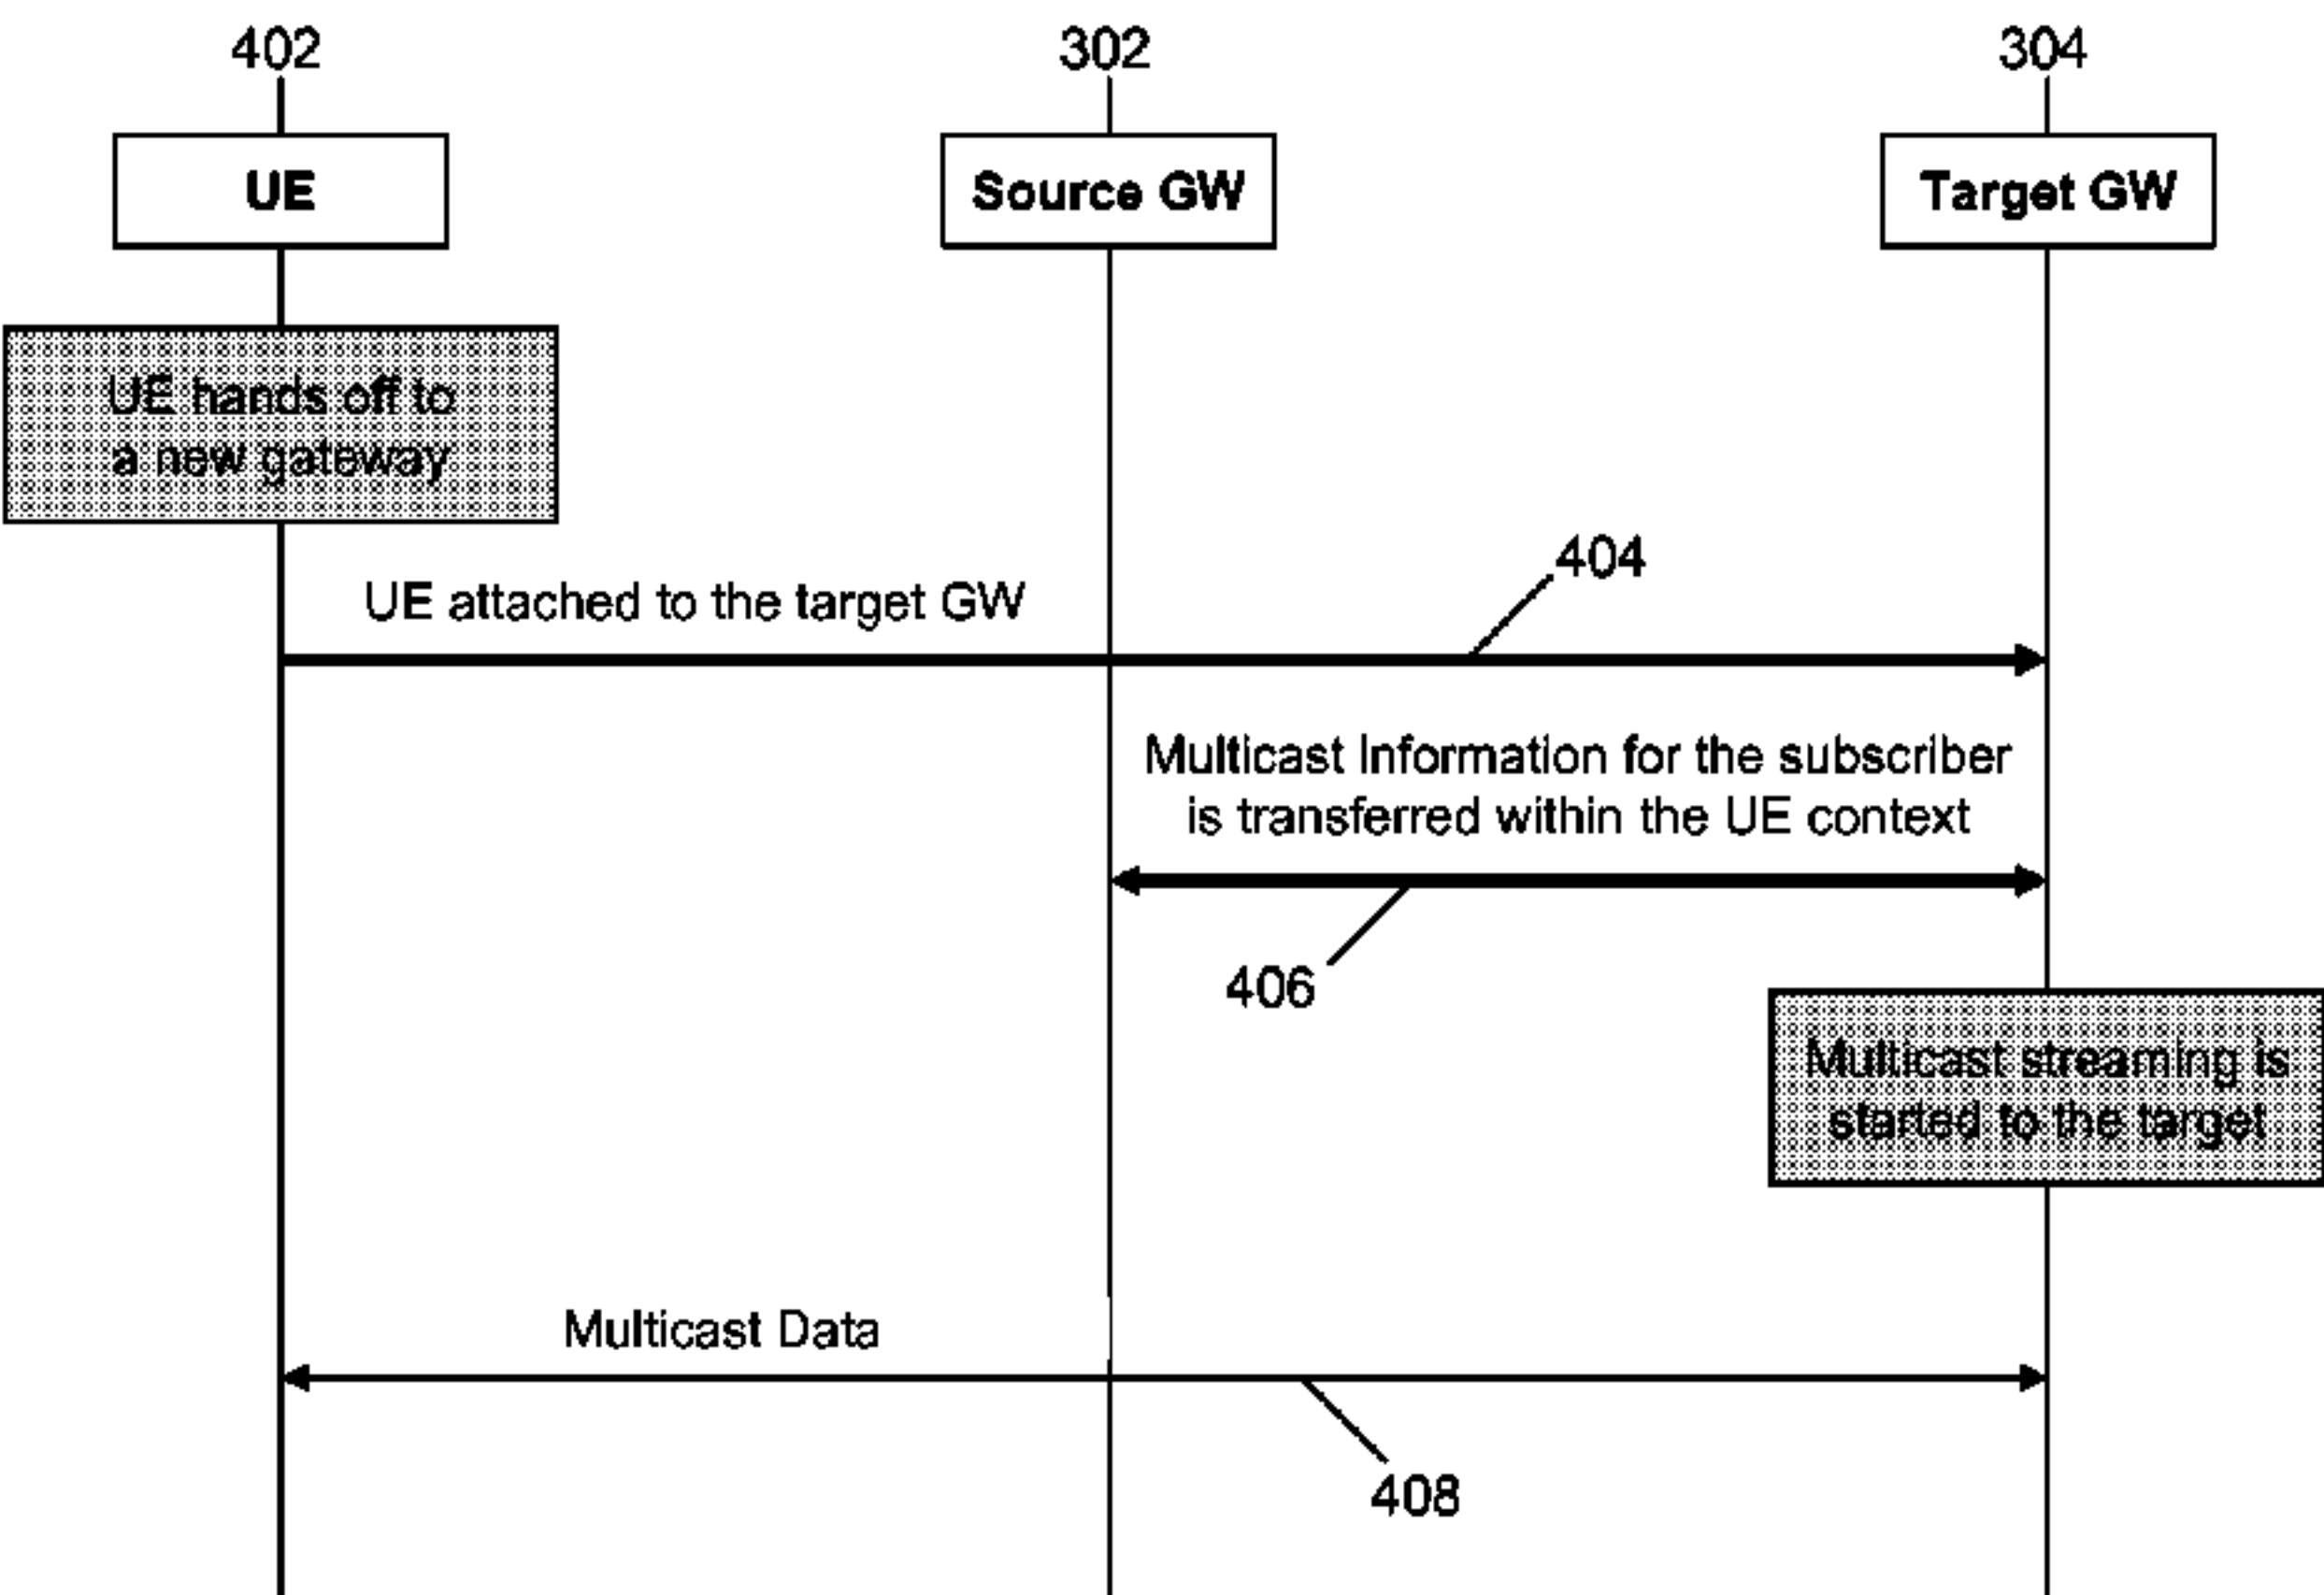 402
302
304
UE
Source GW
Target GW
UE hands off to
a new gateway
404
UE attached to the target GW
Multicast Information for the subscriber
is transferred within the UE context
406
Multicast streaming is
started to the target
Multicast Data
408